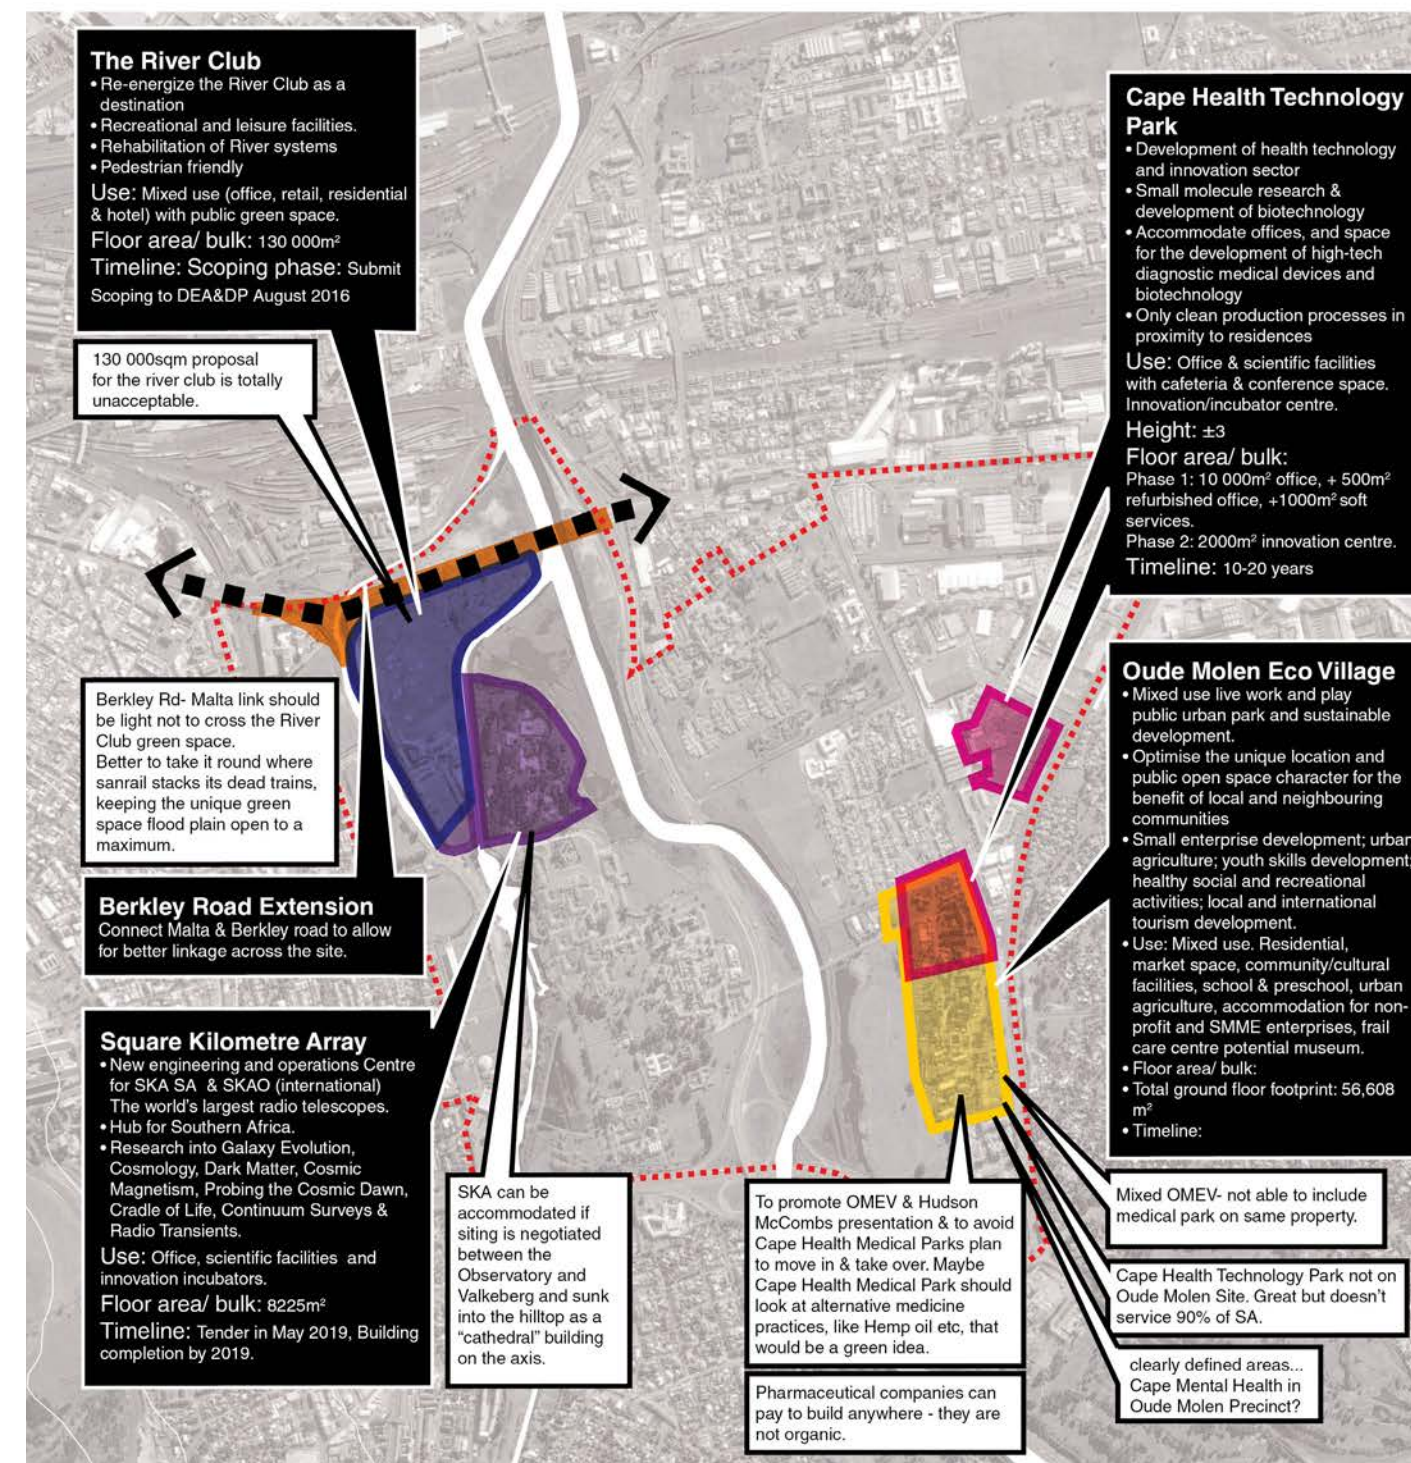 The River Club
• Re-energize the River Club as a
destination
• Recreational and leisure facilities.
• Rehabilitation of River systems
• Pedestrian friendly
Use: Mixed use (office, retail, residential
& hotel) with public green space.
Floor area/ bulk: 130 000m²
Timeline: Scoping phase: Submit
Scoping to DEA&DP August 2016
130 000sqm proposal
for the river club is totally
unacceptable.
Berkley Rd- Malta link should
be light not to cross the River
Club green space.
Better to take it round where
sanrail stacks its dead trains,
keeping the unique green
space flood plain open to a
maximum.
Berkley Road Extension
Connect Malta & Berkley road to allow
for better linkage across the site.
Square Kilometre Array
• New engineering and operations Centre
for SKA SA & SKAO (international)
The world's largest radio telescopes.
• Hub for Southern Africa.
• Research into Galaxy Evolution,
Cosmology, Dark Matter, Cosmic
Magnetism, Probing the Cosmic Dawn,
Cradle of Life, Continuum Surveys &
Radio Transients.
Use: Office, scientific facilities and
innovation incubators.
Floor area/ bulk: 8225m²
Timeline: Tender in May 2019, Building
completion by 2019.
SKA can be
accommodated if
siting is negotiated
between the
Observatory and
Valkeberg and sunk
into the hilltop as a
“cathedral” building
on the axis.
Cape Health Technology
Park
• Development of health technology
and innovation sector
• Small molecule research &
development of biotechnology
• Accommodate offices, and space
for the development of high-tech
diagnostic medical devices and
biotechnology
• Only clean production processes in
proximity to residences
Use: Office & scientific facilities
with cafeteria & conference space.
Innovation/incubator centre.
Height: ±3
Floor area/ bulk:
Phase 1: 10 000m² office, + 500m²
refurbished office, +1000m² soft
services.
Phase 2: 2000m² innovation centre.
Timeline: 10-20 years
Oude Molen Eco Village
• Mixed use live work and play
public urban park and sustainable
development.
• Optimise the unique location and
public open space character for the
benefit of local and neighbouring
communities
• Small enterprise development; urban
agriculture; youth skills development;
healthy social and recreational
activities; local and international
tourism development.
• Use: Mixed use. Residential,
market space, community/cultural
facilities, school & preschool, urban
agriculture, accommodation for non-
profit and SMME enterprises, frail
care centre potential museum.
• Floor area/ bulk:
• Total ground floor footprint: 56,608
m²
• Timeline:
To promote OMEV & Hudson
McCombs presentation & to avoid
Cape Health Medical Parks plan
to move in & take over. Maybe
Cape Health Medical Park should
look at alternative medicine
practices, like Hemp oil etc, that
would be a green idea.
Pharmaceutical companies can
pay to build anywhere - they are
not organic.
Mixed OMEV- not able to include
medical park on same property.
Cape Health Technology Park not on
Oude Molen Site. Great but doesn't
service 90% of SA.
clearly defined areas...
Cape Mental Health in
Oude Molen Precinct?